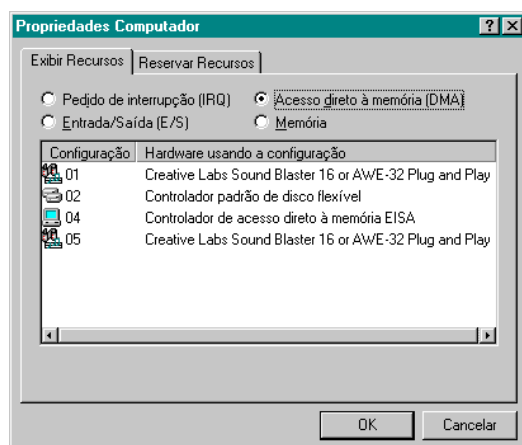 Propriedades Computador
Exibir Recursos Reservar Recursos
Pedido de interrupção (IRQ) Acesso direto à memória (DMA)
Entrada/Saída (E/S) Memória
Configuração Hardware usando a configuração
01 Creative Labs Sound Blaster 16 or AWE-32 Plug and Play
02 Controlador padrão de disco flexível
04 Controlador de acesso direto à memória EISA
05 Creative Labs Sound Blaster 16 or AWE-32 Plug and Play
OK Cancelar